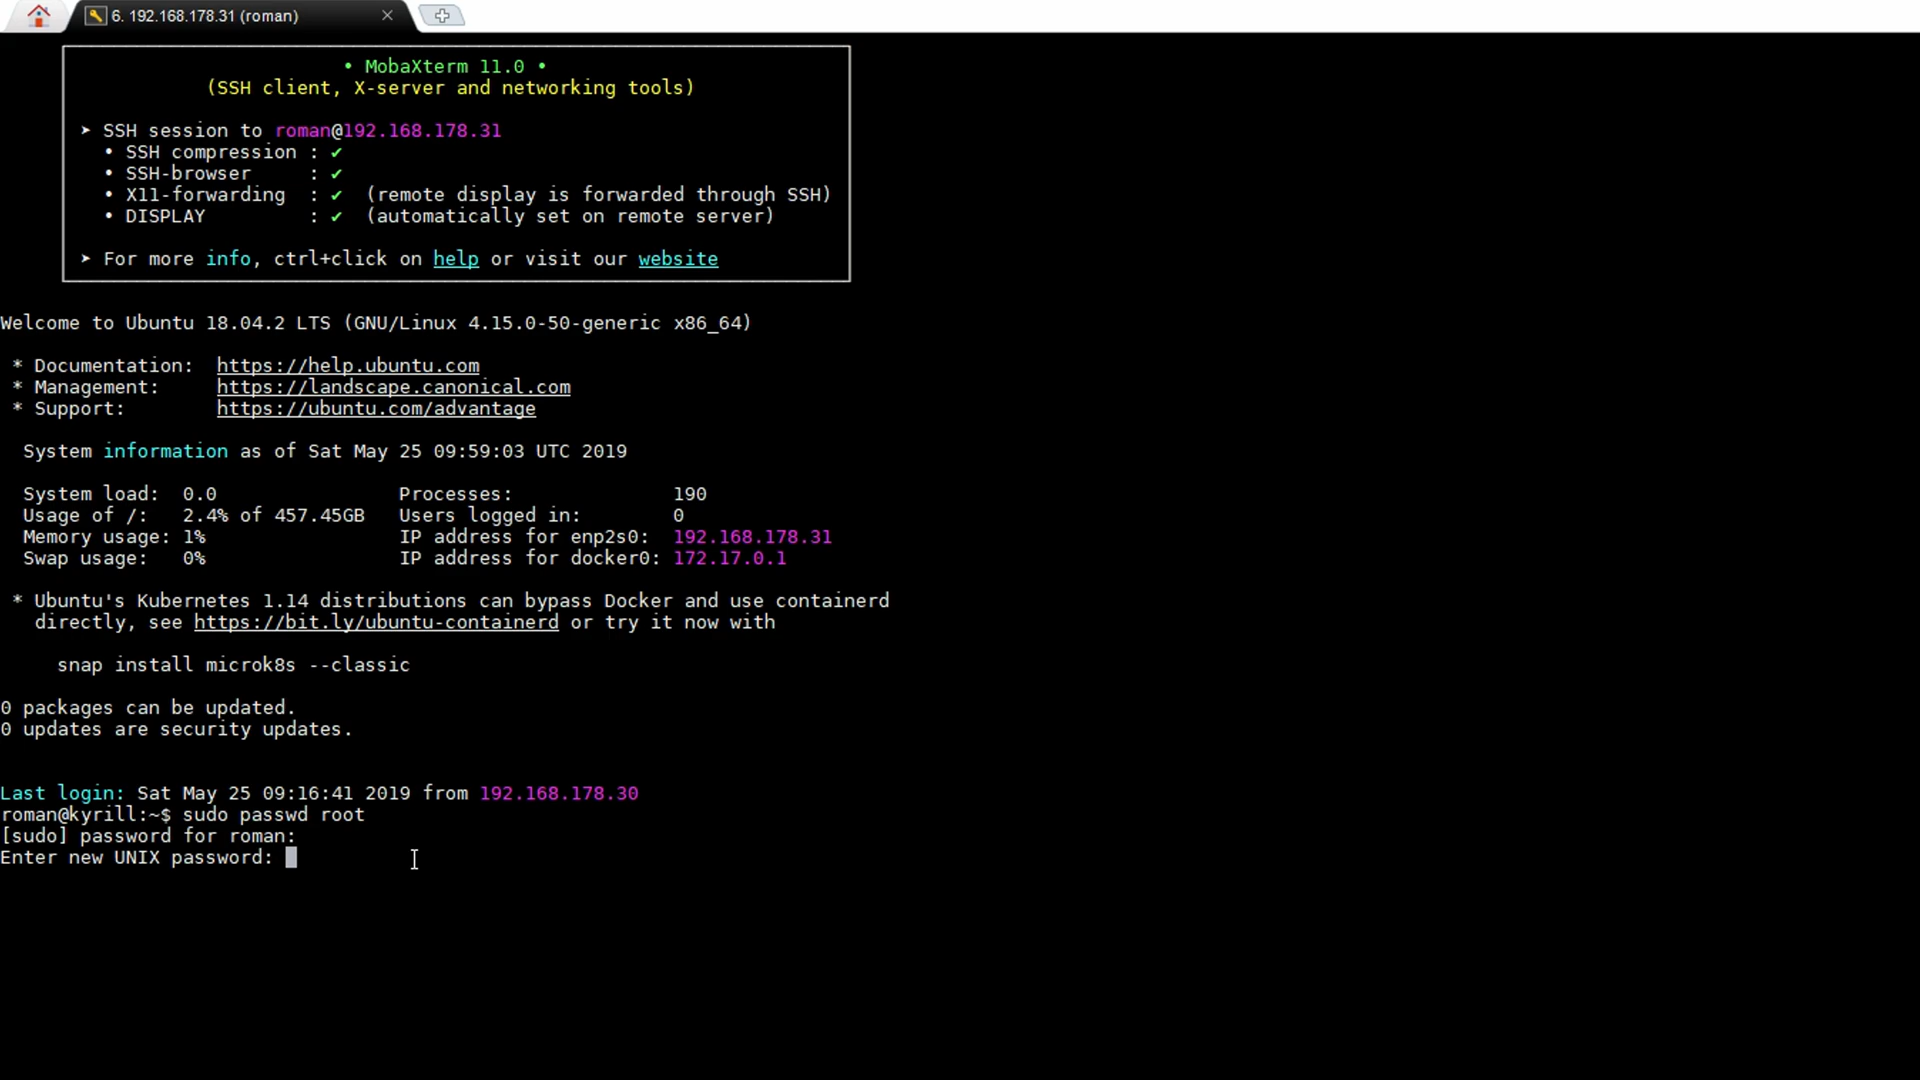 6. 192.168.178.31 (roman)
• MobaXterm 11.0 •
(SSH client, X-server and networking tools)
➤ SSH session to roman@192.168.178.31
• SSH compression : ✔
• SSH-browser : ✔
• X11-forwarding : ✔ (remote display is forwarded through SSH)
• DISPLAY : ✔ (automatically set on remote server)
➤ For more info, ctrl+click on help or visit our website
Welcome to Ubuntu 18.04.2 LTS (GNU/Linux 4.15.0-50-generic x86_64)
* Documentation: https://help.ubuntu.com
* Management: https://landscape.canonical.com
* Support: https://ubuntu.com/advantage
System information as of Sat May 25 09:59:03 UTC 2019
System load: 0.0 Processes: 190
Usage of /: 2.4% of 457.45GB Users logged in: 0
Memory usage: 1% IP address for enp2s0: 192.168.178.31
Swap usage: 0% IP address for docker0: 172.17.0.1
* Ubuntu's Kubernetes 1.14 distributions can bypass Docker and use containerd
directly, see https://bit.ly/ubuntu-containerd or try it now with
snap install microk8s --classic
0 packages can be updated.
0 updates are security updates.
Last login: Sat May 25 09:16:41 2019 from 192.168.178.30
roman@kyrill:~$ sudo passwd root
[sudo] password for roman:
Enter new UNIX password: